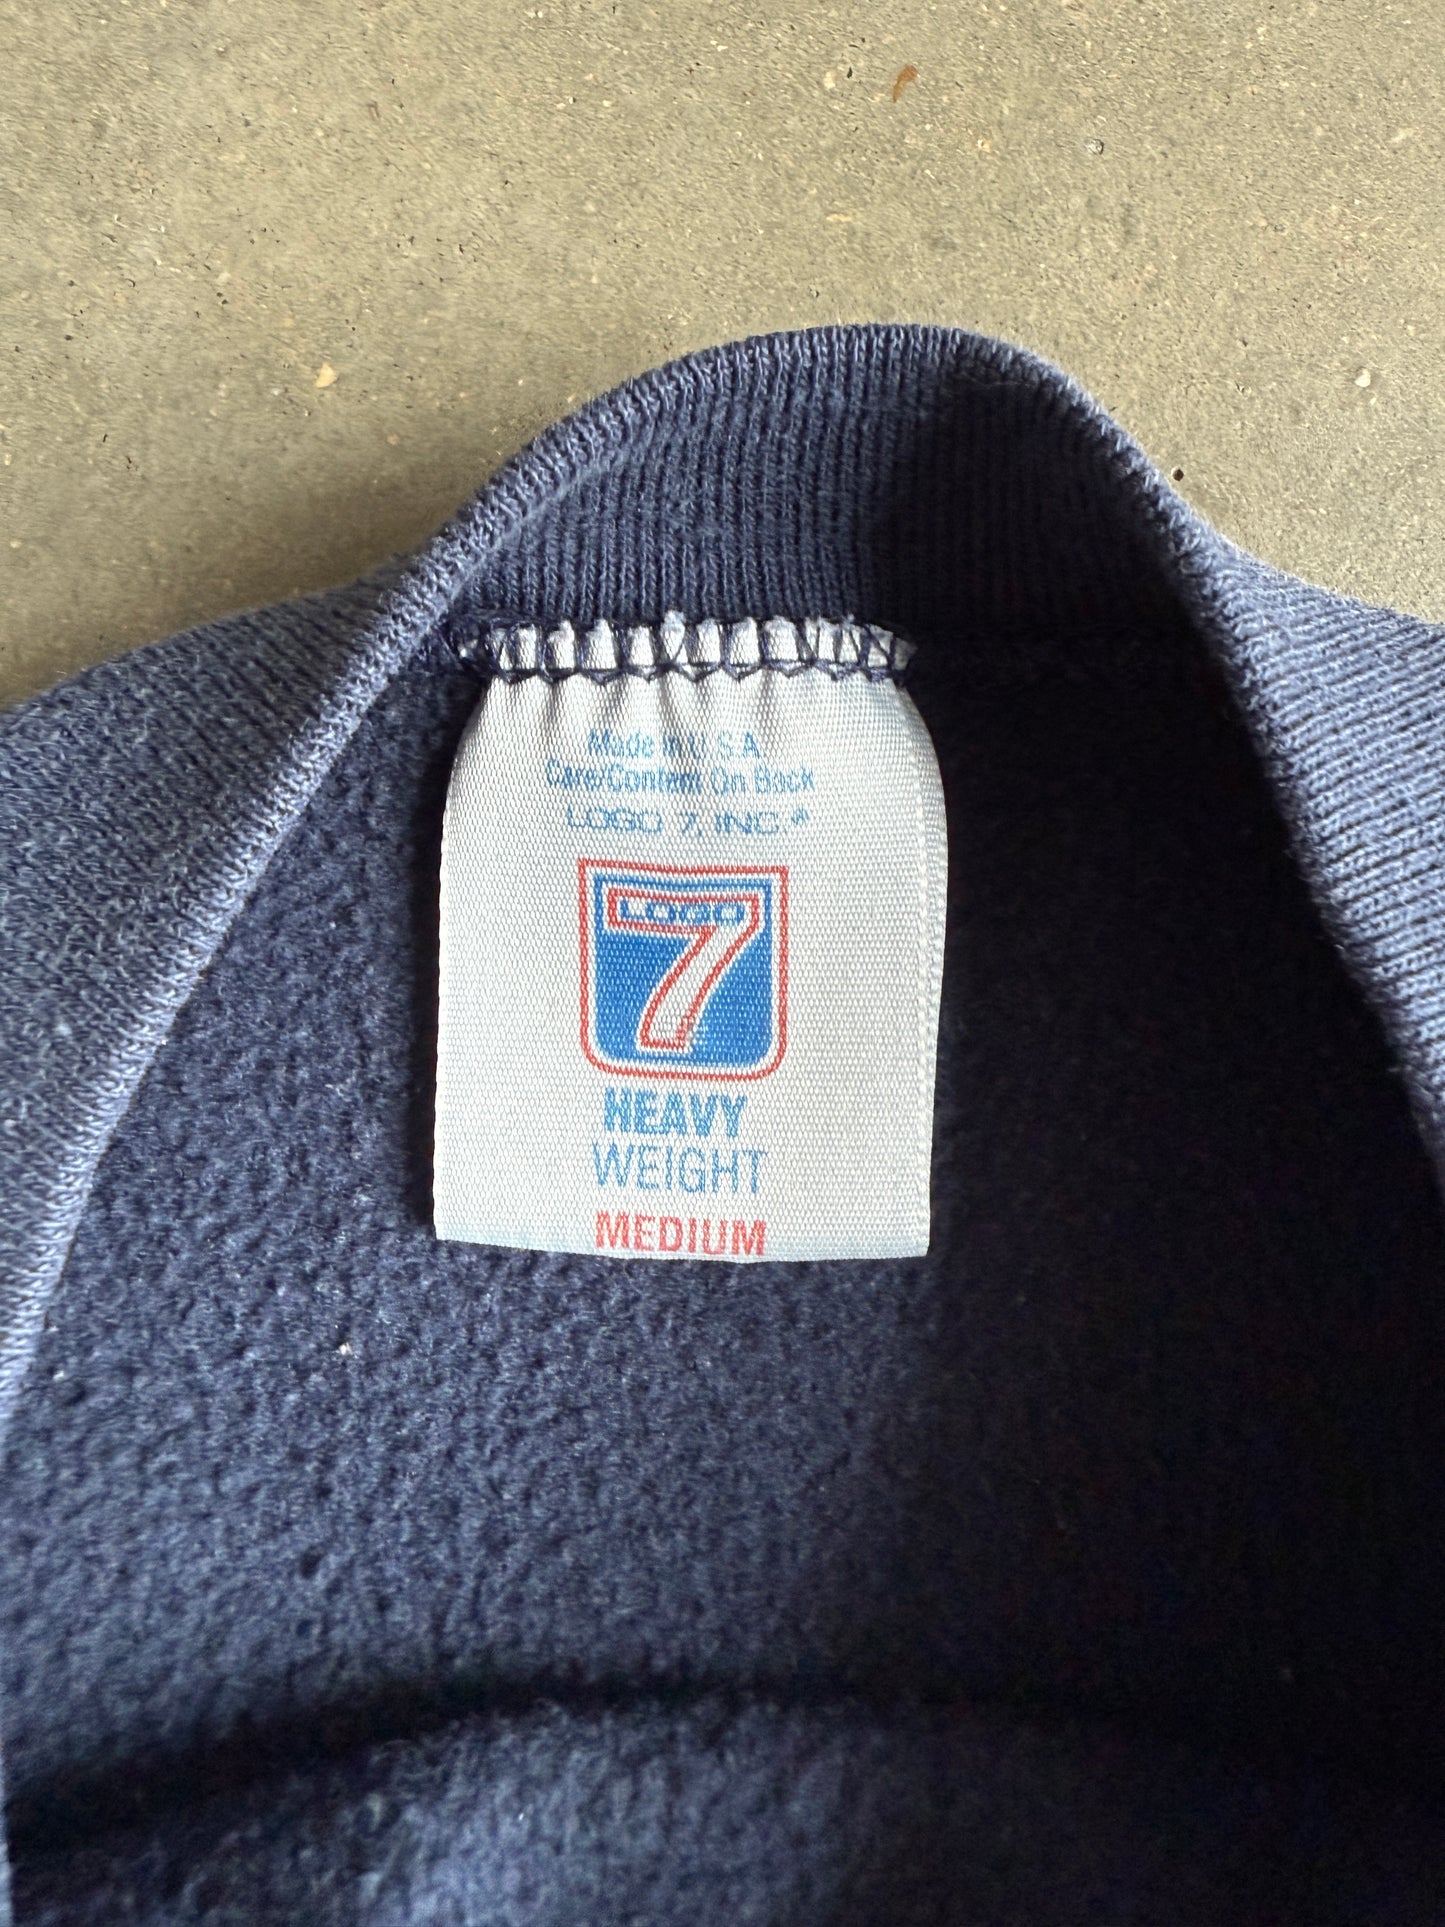 Made in U.S.A.
Care/Content On Back
LOGO 7, INC.®
LOGO
7
HEAVY
WEIGHT
MEDIUM